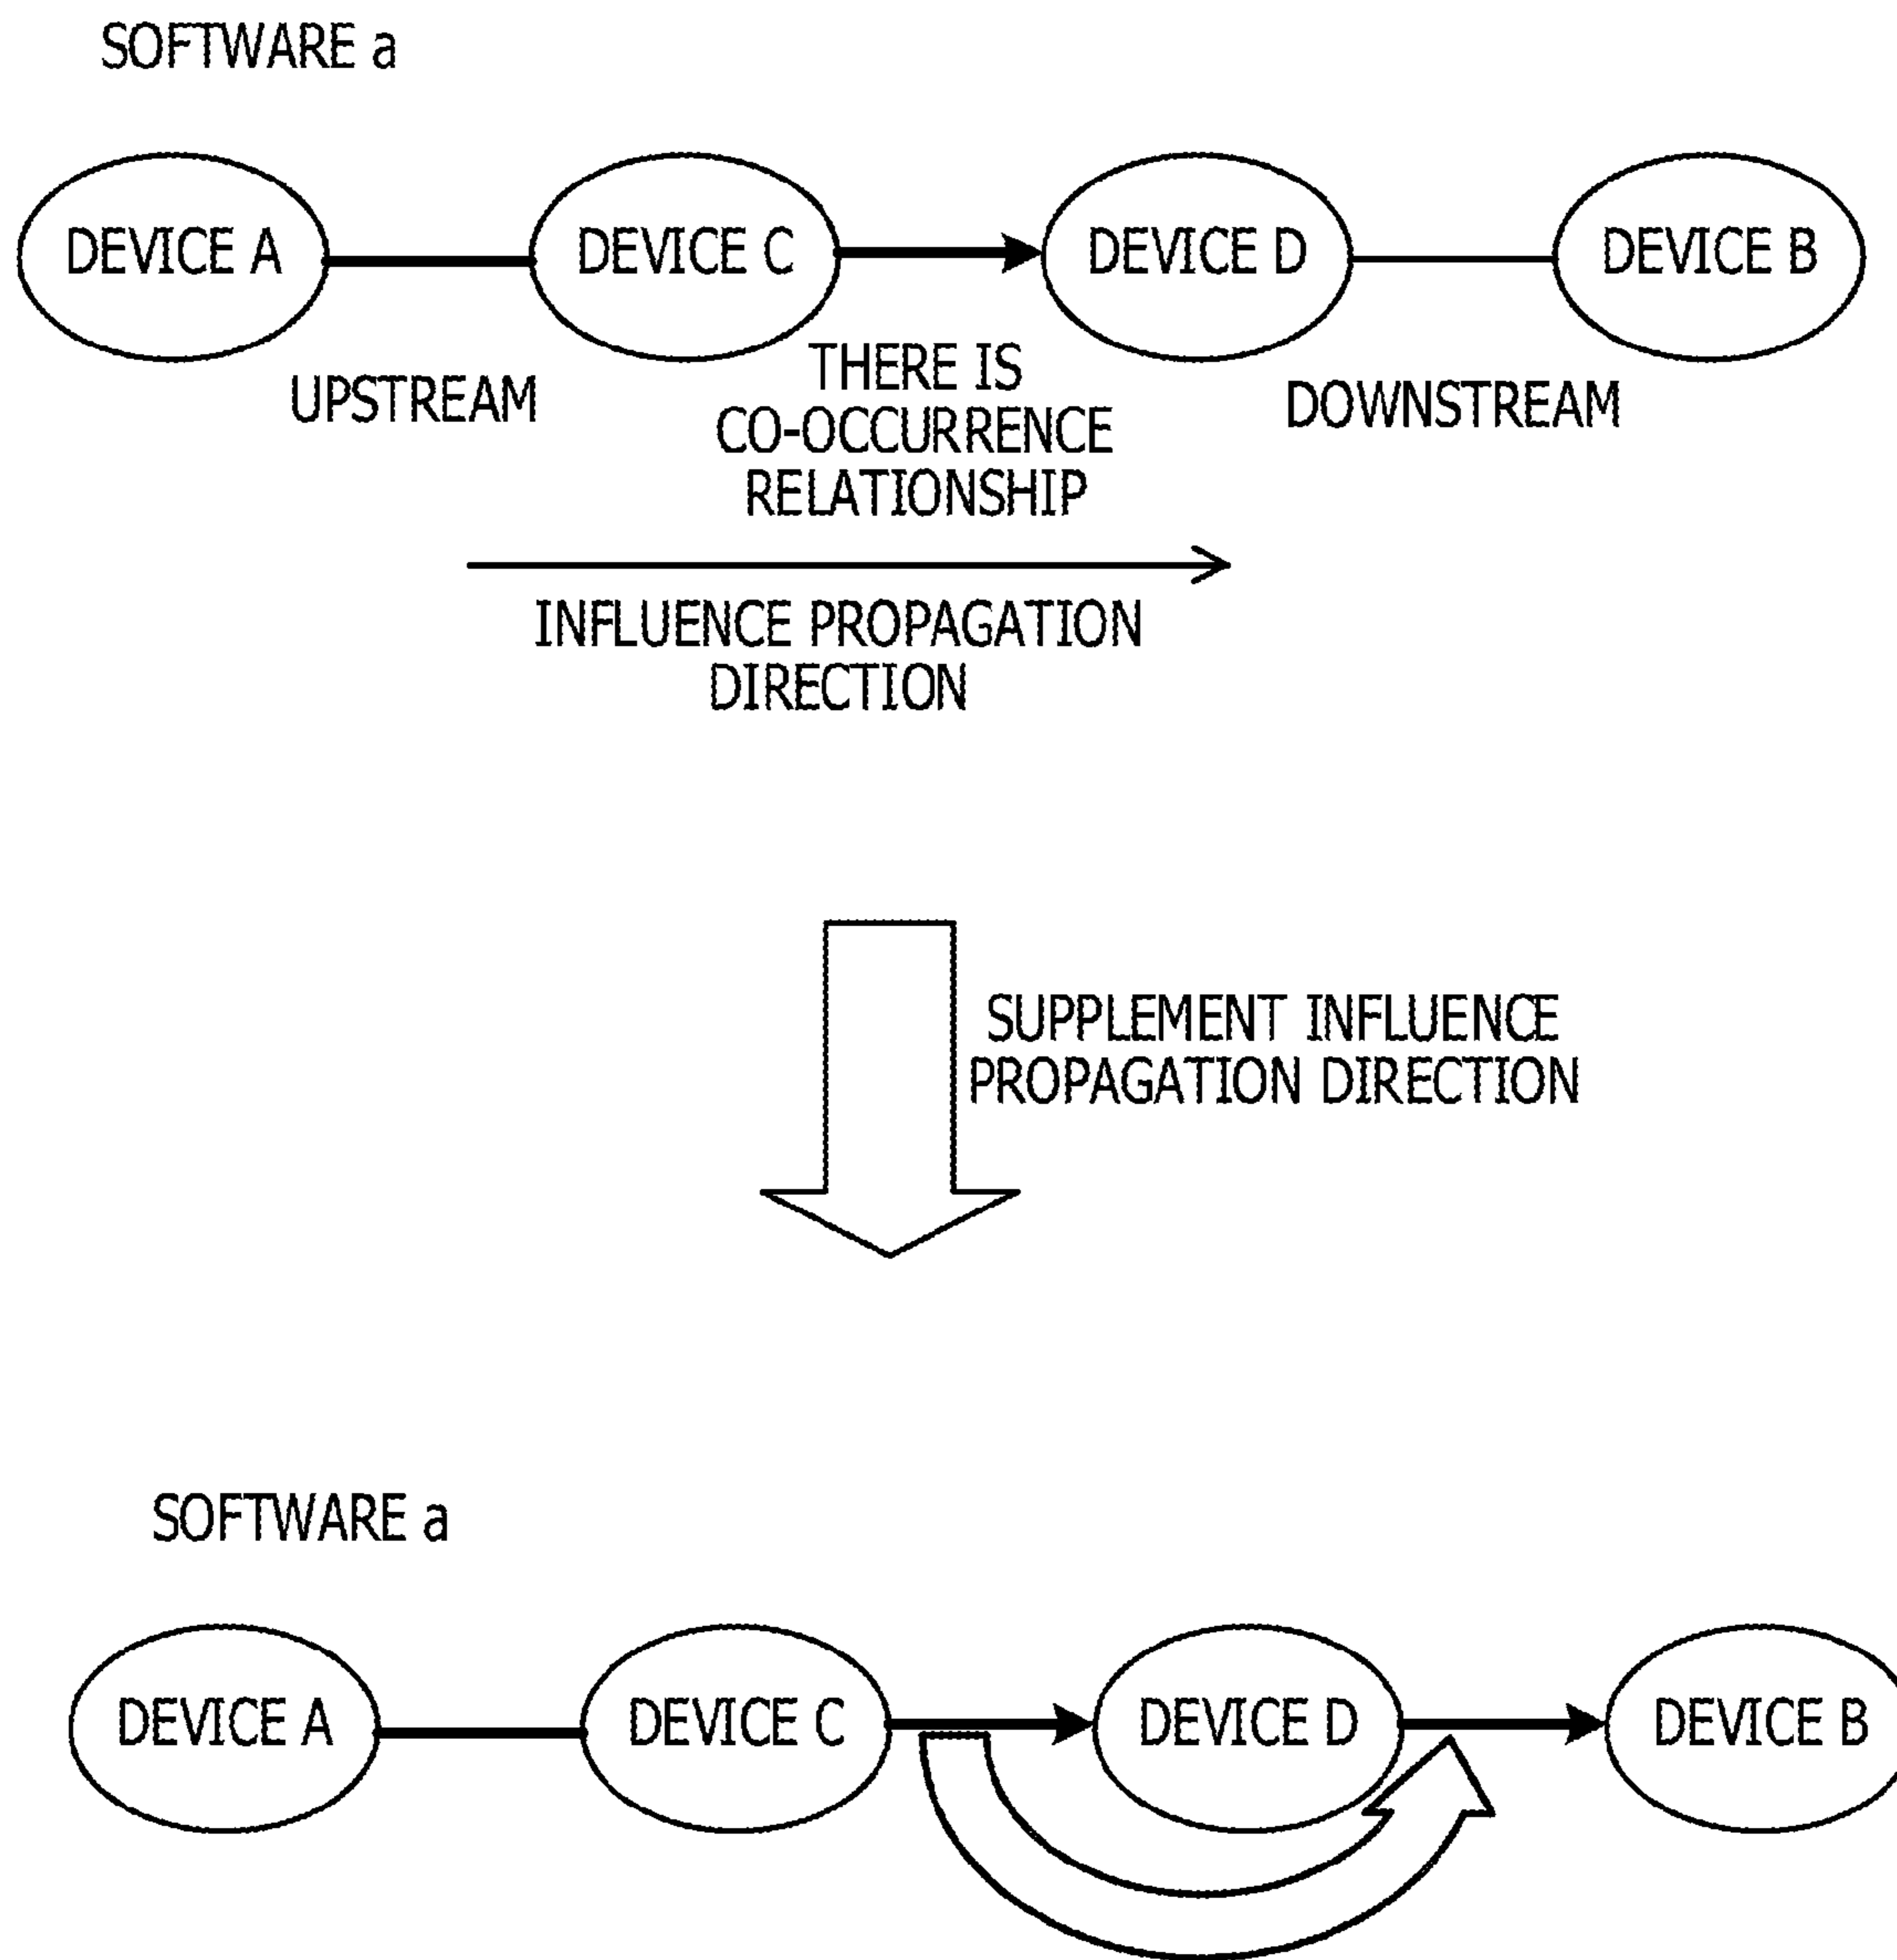 SOFTWARE a
DEVICE A
DEVICE C
DEVICE D
DEVICE B
UPSTREAM
THERE IS
CO-OCCURRENCE
RELATIONSHIP
DOWNSTREAM
INFLUENCE PROPAGATION
DIRECTION
SUPPLEMENT INFLUENCE
PROPAGATION DIRECTION
SOFTWARE a
DEVICE A
DEVICE C
DEVICE D
DEVICE B